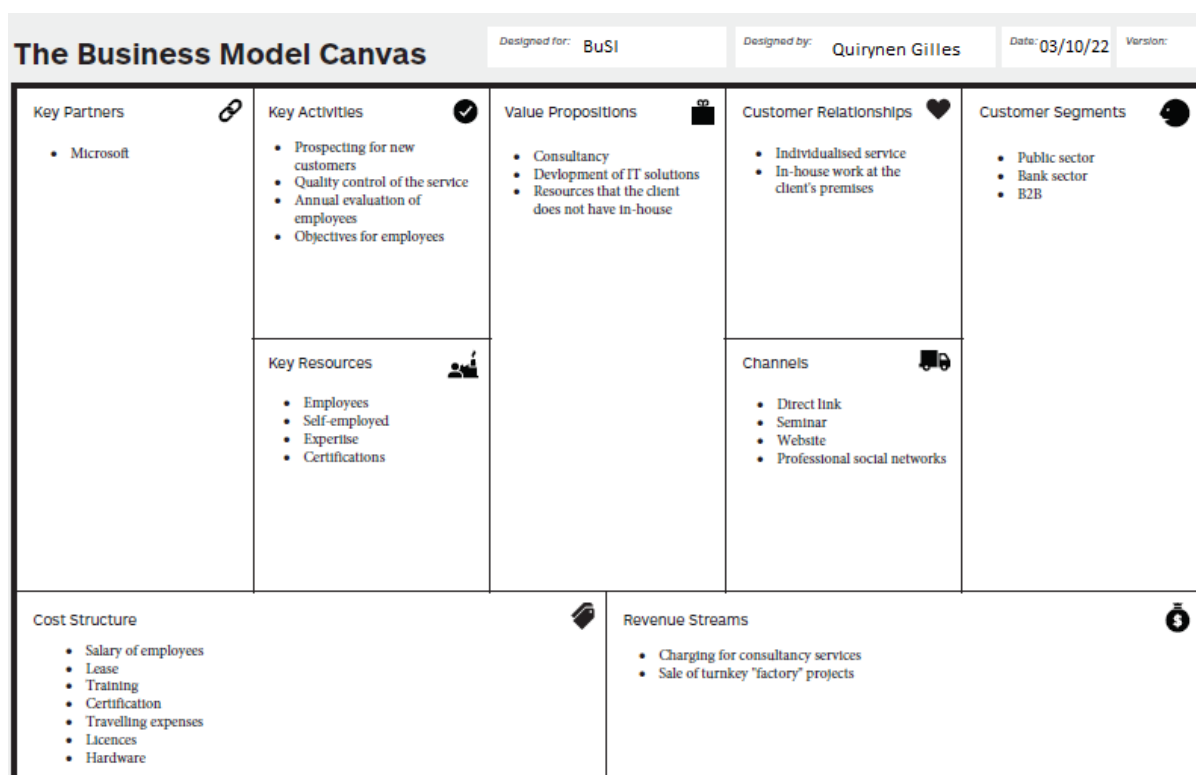 The Business Model Canvas
Designed for: BuSI
Designed by: Quirynen Gilles
Date: 03/10/22
Version:
Key Partners
• Microsoft
Key Activities
• Prospecting for new
customers
• Quality control of the service
• Annual evaluation of
employees
• Objectives for employees
Value Propositions
• Consultancy
• Devlopment of IT solutions
• Resources that the client
does not have in-house
Customer Relationships
• Individualised service
• In-house work at the
client's premises
Customer Segments
• Public sector
• Bank sector
• B2B
Key Resources
• Employees
• Self-employed
• Expertise
• Certifications
Channels
• Direct link
• Seminar
• Website
• Professional social networks
Cost Structure
• Salary of employees
• Lease
• Training
• Certification
• Travelling expenses
• Licences
• Hardware
Revenue Streams
• Charging for consultancy services
• Sale of turnkey "factory" projects